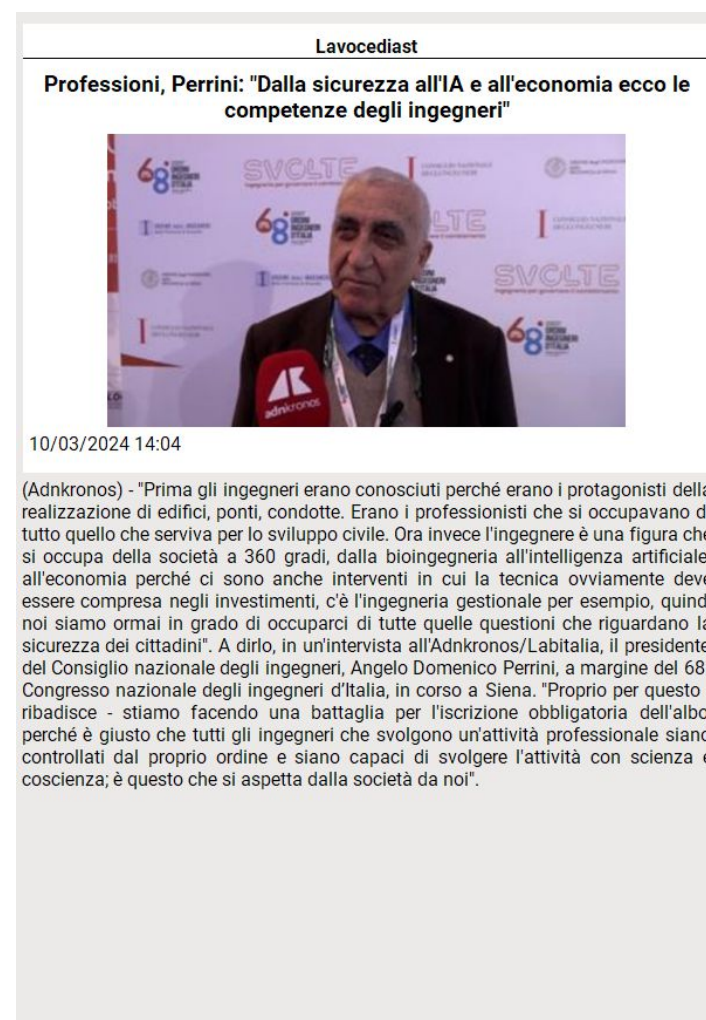 Lavocediast
Professioni, Perrini: "Dalla sicurezza all'IA e all'economia ecco le
competenze degli ingegneri"
68
SVOLTE
68
LTE
SVOLTE
68
adnkronos
10/03/2024 14:04
(Adnkronos) - "Prima gli ingegneri erano conosciuti perché erano i protagonisti della
realizzazione di edifici, ponti, condotte. Erano i professionisti che si occupavano d
tutto quello che serviva per lo sviluppo civile. Ora invece l'ingegnere è una figura che
si occupa della società a 360 gradi, dalla bioingegneria all'intelligenza artificiale
all'economia perché ci sono anche interventi in cui la tecnica ovviamente deve
essere compresa negli investimenti, c'è l'ingegneria gestionale per esempio, quind
noi siamo ormai in grado di occuparci di tutte quelle questioni che riguardano la
sicurezza dei cittadini". A dirlo, in un'intervista all'Adnkronos/Labitalia, il presidente
del Consiglio nazionale degli ingegneri, Angelo Domenico Perrini, a margine del 68
Congresso nazionale degli ingegneri d’Italia, in corso a Siena. "Proprio per questo
ribadisce - stiamo facendo una battaglia per l'iscrizione obbligatoria dell'albo
perché è giusto che tutti gli ingegneri che svolgono un'attività professionale siano
controllati dal proprio ordine e siano capaci di svolgere l'attività con scienza e
coscienza; è questo che si aspetta dalla società da noi".